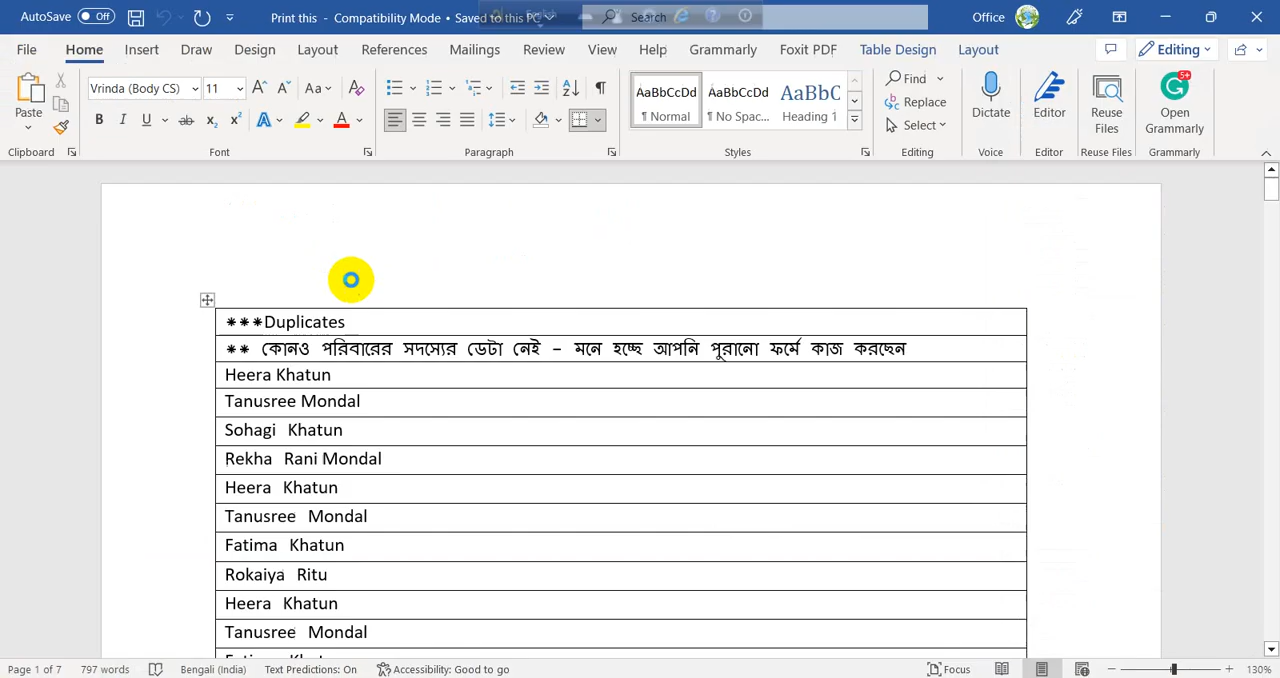 AutoSave Off Print this - Compatibility Mode • Saved to this PC Search Office
File Home Insert Draw Design Layout References Mailings Review View Help Grammarly Foxit PDF Table Design Layout Editing
Paste
Clipboard
Vrinda (Body CS) 11
Font
Paragraph
AaBbCcDd AaBbCcDd AaBbC
¶ Normal ¶ No Spac... Heading 1
Styles
Find
Replace
Select
Editing
Dictate
Voice
Editor
Editor
Reuse Files
Reuse Files
Open Grammarly
Grammarly
***Duplicates
** কোনও পরিবারের সদস্যের ডেটা নেই – মনে হচ্ছে আপনি পুরানো ফর্মে কাজ করছেন
Heera Khatun
Tanusree Mondal
Sohagi Khatun
Rekha Rani Mondal
Heera Khatun
Tanusree Mondal
Fatima Khatun
Rokaiya Ritu
Heera Khatun
Tanusree Mondal
Page 1 of 7 797 words Bengali (India) Text Predictions: On Accessibility: Good to go Focus 130%